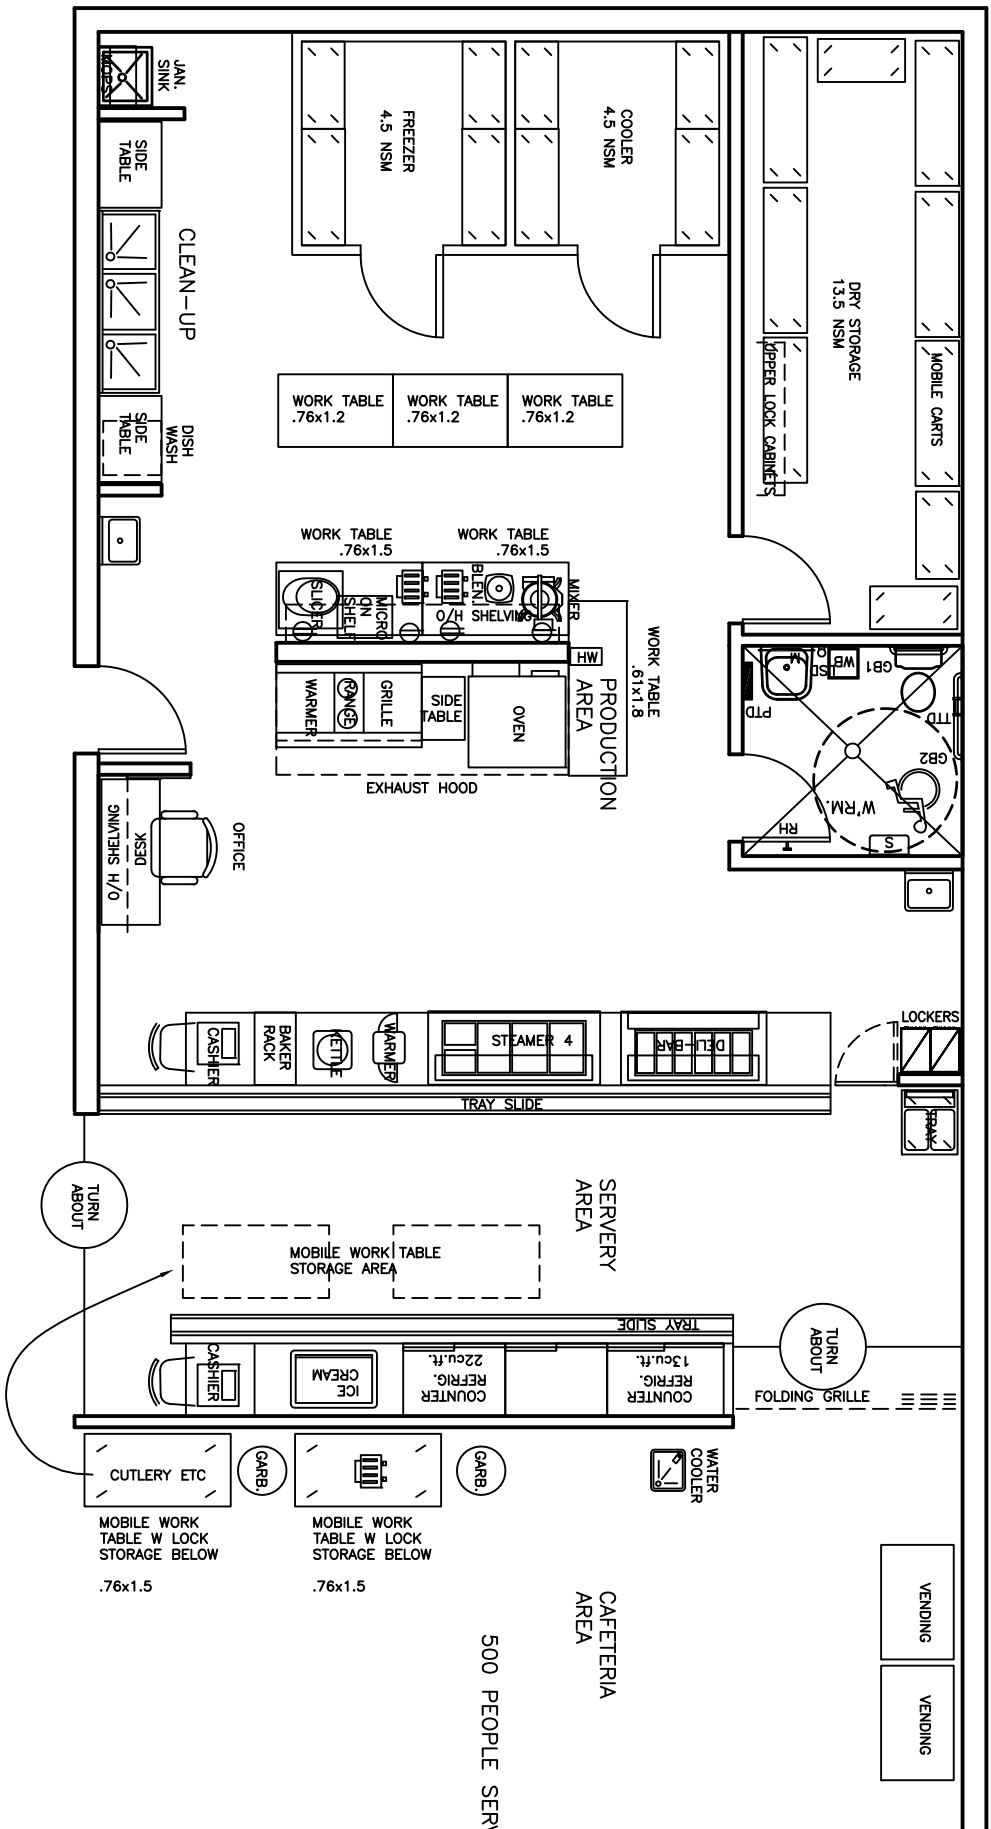 JAN.
SINK
MOPS
SIDE
TABLE
CLEAN-UP
SIDE
TABLE
DISH
WASH
FREEZER
4.5 NSM
COOLER
4.5 NSM
DRY STORAGE
13.5 NSM
UPPER LOCK CABINETS
MOBILE CARTS
WORK TABLE
.76x1.2
WORK TABLE
.76x1.2
WORK TABLE
.76x1.2
WORK TABLE
.76x1.5
WORK TABLE
.76x1.5
SLICER
MICRO
ON
SHELF
BLEN.
O/H SHELVING
MIXER
HW
WORK TABLE
.61x1.8
PRODUCTION
AREA
WARMER
RANGE
GRILLE
SIDE
TABLE
OVEN
EXHAUST HOOD
M
SD
WB
GB1
PTD
TTD
GB2
W'RM.
RH
S
OFFICE
DESK
O/H SHELVING
CASHIER
BAKER
RACK
KETTLE
WARMER
STEAMER 4
DELI-BAR
LOCKERS
TRAY SLIDE
TRAY
TURN
ABOUT
SERVERY
AREA
MOBILE WORK TABLE
STORAGE AREA
TRAY SLIDE
CASHIER
ICE
CREAM
COUNTER
REFRIG.
22cu.ft.
COUNTER
REFRIG.
13cu.ft.
TURN
ABOUT
FOLDING GRILLE
CUTLERY ETC
GARB.
GARB.
WATER
COOLER
MOBILE WORK
TABLE W LOCK
STORAGE BELOW
.76x1.5
MOBILE WORK
TABLE W LOCK
STORAGE BELOW
.76x1.5
CAFETERIA
AREA
VENDING
VENDING
500 PEOPLE SERV